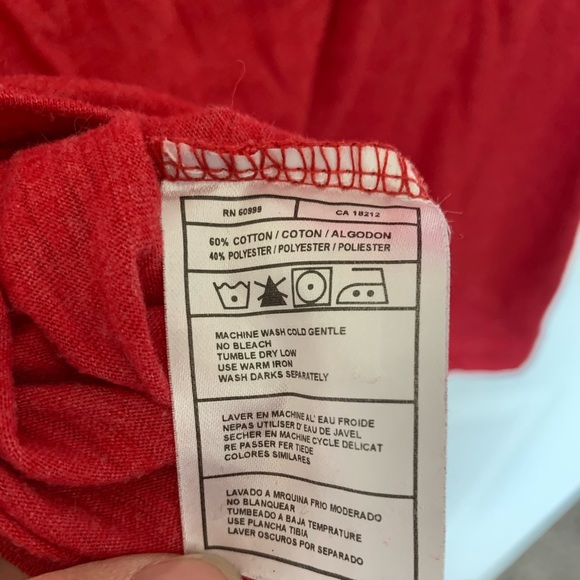 RN 60999
CA 18212
60% COTTON / COTON / ALGODON
40% POLYESTER / POLYESTER / POLIESTER
MACHINE WASH COLD GENTLE
NO BLEACH
TUMBLE DRY LOW
USE WARM IRON
WASH DARKS SEPARATELY
LAVER EN MACHINE AL' EAU FROIDE
NEPAS UTILISER D'EAU DE JAVEL
SECHER EN MACHINE CYCLE DELICAT
RE PASSER FER TIEDE
COLORES SIMILARES
LAVADO A MRQUINA FRIO MODERADO
NO BLANQUEAR
TUMBEADO A BAJA TEMPRATURE
USE PLANCHA TIBIA
LAVER OSCUROS POR SEPARADO